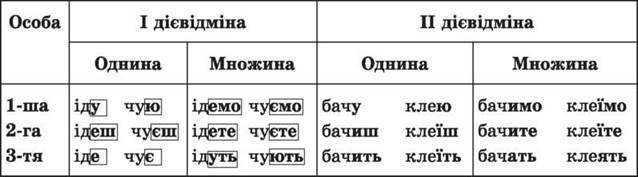 Особа I дієвідміна II дієвідміна
Однина Множина Однина Множина
1-ша іду чую ідемо чуємо бачу клею бачимо клеїмо
2-га ідеш чуєш ідете чуєте бачиш клеїш бачите клеїте
3-тя іде чує ідуть чують бачить клеїть бачать клеять